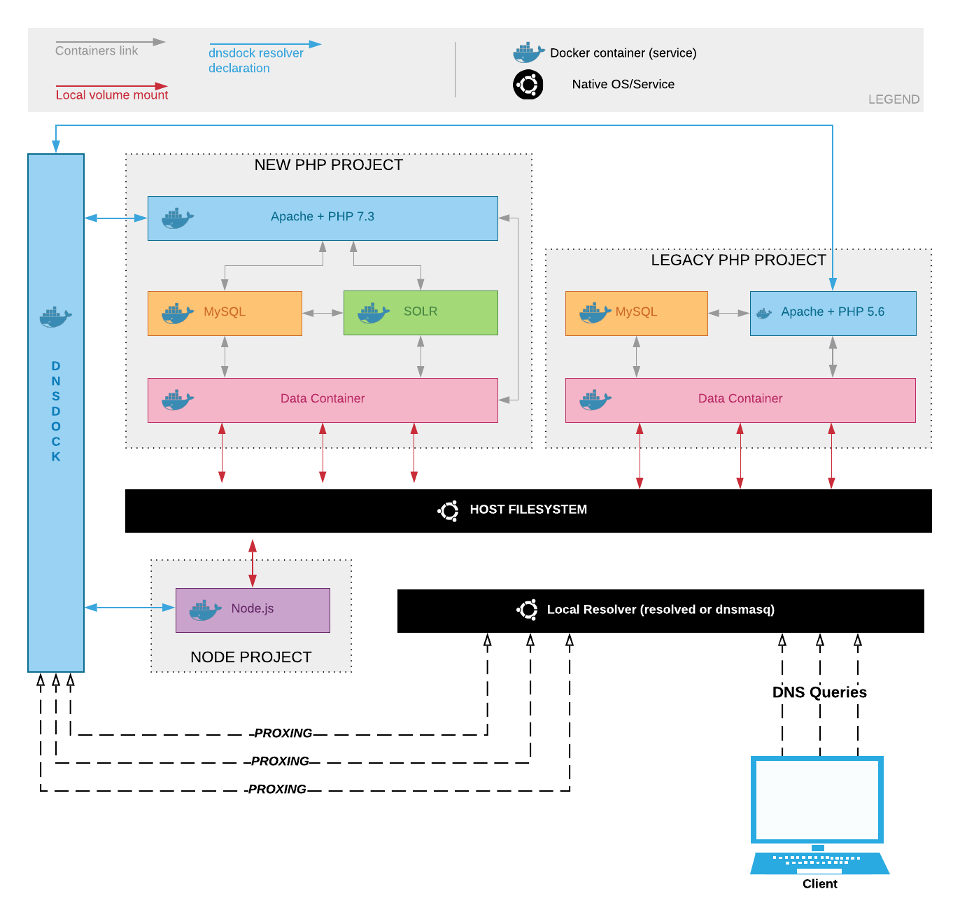 Containers link
dnsdock resolver
declaration
Local volume mount
Docker container (service)
Native OS/Service
LEGEND
DNSDOCK
NEW PHP PROJECT
Apache + PHP 7.3
MySQL
SOLR
Data Container
LEGACY PHP PROJECT
MySQL
Apache + PHP 5.6
Data Container
HOST FILESYSTEM
Node.js
NODE PROJECT
Local Resolver (resolved or dnsmasq)
DNS Queries
PROXING
PROXING
PROXING
Client